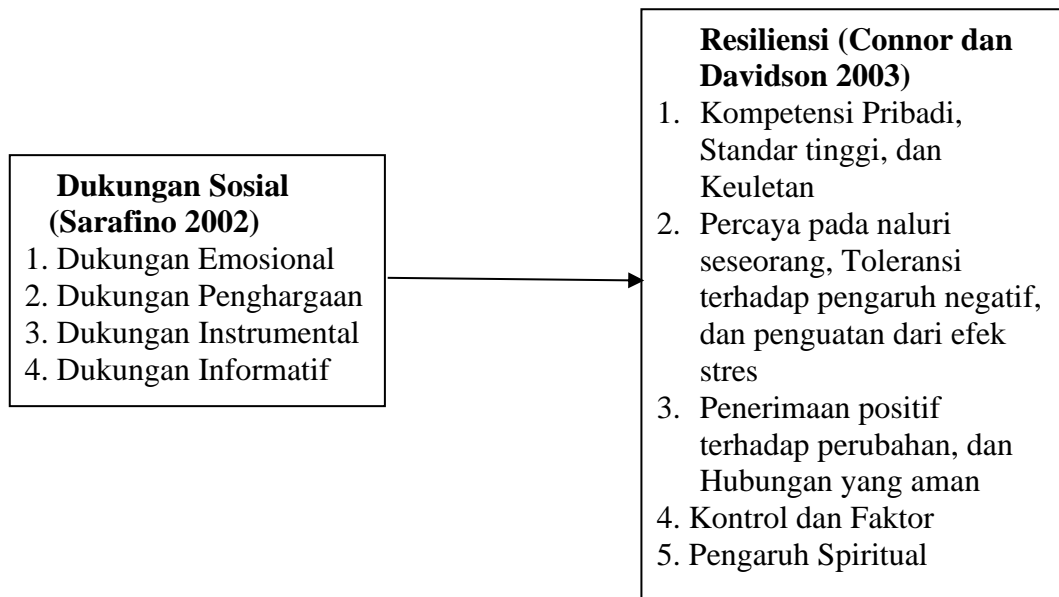 Dukungan Sosial
(Sarafino 2002)
1. Dukungan Emosional
2. Dukungan Penghargaan
3. Dukungan Instrumental
4. Dukungan Informatif
Resiliensi (Connor dan
Davidson 2003)
1. Kompetensi Pribadi,
Standar tinggi, dan
Keuletan
2. Percaya pada naluri
seseorang, Toleransi
terhadap pengaruh negatif,
dan penguatan dari efek
stres
3. Penerimaan positif
terhadap perubahan, dan
Hubungan yang aman
4. Kontrol dan Faktor
5. Pengaruh Spiritual